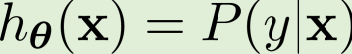 h_θ(x) = P(y|x)